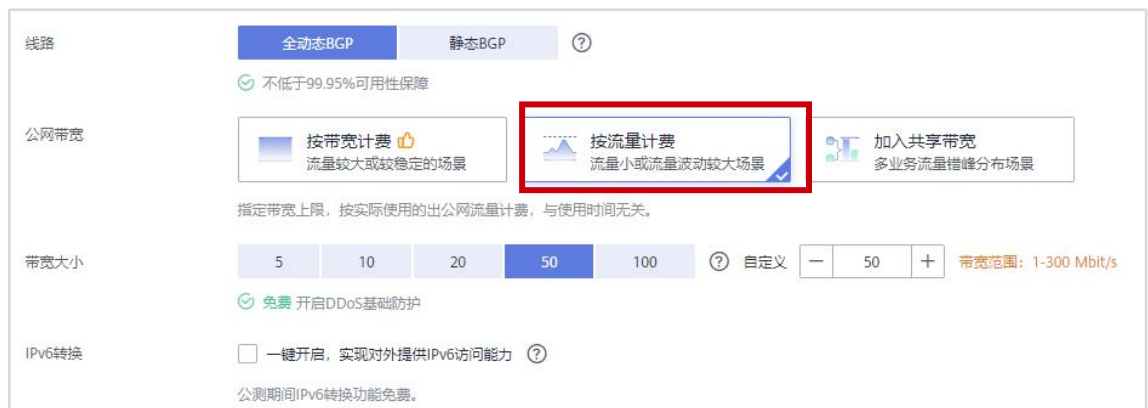 线路 全动态BGP 静态BGP ?
不低于99.95%可用性保障
公网带宽 按带宽计费 按流量计费 加入共享带宽
流量较大或较稳定的场景 流量小或流量波动较大场景 多业务流量错峰分布场景
指定带宽上限，按实际使用的出公网流量计费，与使用时间无关。
带宽大小 5 10 20 50 100 ? 自定义 — 50 + 带宽范围：1-300 Mbit/s
免费 开启DDoS基础防护
IPv6转换 一键开启，实现对外提供IPv6访问能力 ?
公测期间IPv6转换功能免费。